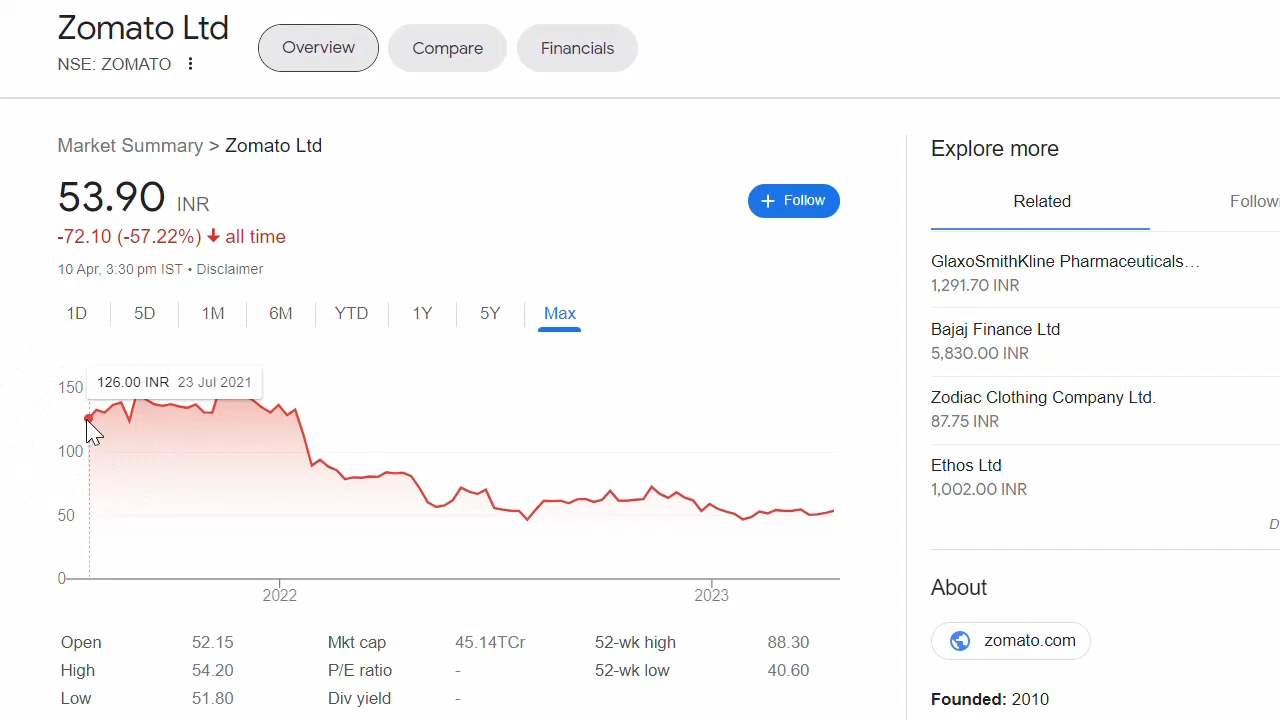 Zomato Ltd
NSE: ZOMATO
Overview
Compare
Financials
Market Summary > Zomato Ltd
53.90 INR
+ Follow
-72.10 (-57.22%) all time
10 Apr, 3:30 pm IST • Disclaimer
1D 5D 1M 6M YTD 1Y 5Y Max
126.00 INR 23 Jul 2021
150
100
50
0
2022 2023
Open 52.15 Mkt cap 45.14TCr 52-wk high 88.30
High 54.20 P/E ratio - 52-wk low 40.60
Low 51.80 Div yield -
Explore more
Related Followi
GlaxoSmithKline Pharmaceuticals…
1,291.70 INR
Bajaj Finance Ltd
5,830.00 INR
Zodiac Clothing Company Ltd.
87.75 INR
Ethos Ltd
1,002.00 INR
D
About
zomato.com
Founded: 2010